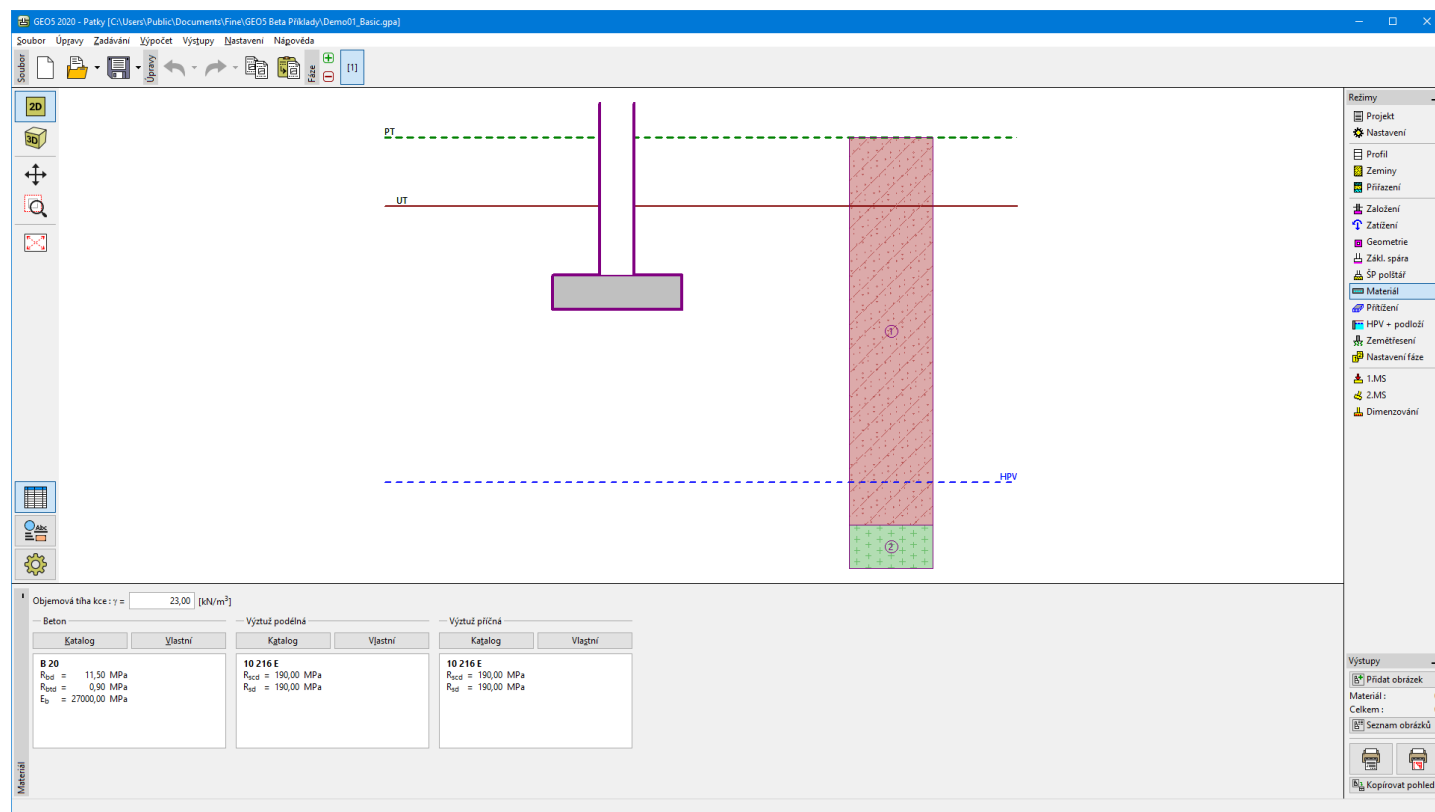 GEO5 2020 - Patky [C:\Users\Public\Documents\Fine\GEO5 Beta Příklady\Demo01_Basic.gpa]
Soubor Úpravy Zadávání Výpočet Výstupy Nastavení Nápověda
Soubor Úpravy Fáze [1]
2D
3D
Abc
PT
UT
HPV
1
2
Režimy
Projekt
Nastavení
Profil
Zeminy
Přiřazení
Založení
Zatížení
Geometrie
Zákl. spára
ŠP polštář
Materiál
Přitížení
HPV + podloží
Zemětřesení
Nastavení fáze
1.MS
2.MS
Dimenzování
Objemová tíha kce : γ = 23,00 [kN/m³]
Beton Výztuž podélná Výztuž příčná
Katalog Vlastní Katalog Vlastní Katalog Vlastní
B 20 10 216 E 10 216 E
Rbd = 11,50 MPa Rscd = 190,00 MPa Rscd = 190,00 MPa
Rbtd = 0,90 MPa Rsd = 190,00 MPa Rsd = 190,00 MPa
Eb = 27000,00 MPa
Materiál
Výstupy
Přidat obrázek
Materiál :
Celkem :
Seznam obrázků
Kopírovat pohled